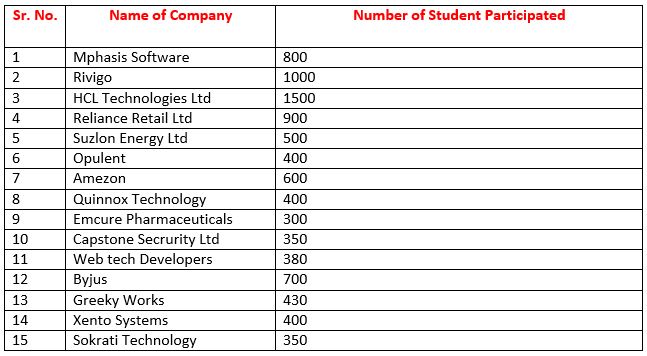 Sr. No. Name of Company Number of Student Participated
1 Mphasis Software 800
2 Rivigo 1000
3 HCL Technologies Ltd 1500
4 Reliance Retail Ltd 900
5 Suzlon Energy Ltd 500
6 Opulent 400
7 Amezon 600
8 Quinnox Technology 400
9 Emcure Pharmaceuticals 300
10 Capstone Secrurity Ltd 350
11 Web tech Developers 380
12 Byjus 700
13 Greeky Works 430
14 Xento Systems 400
15 Sokrati Technology 350